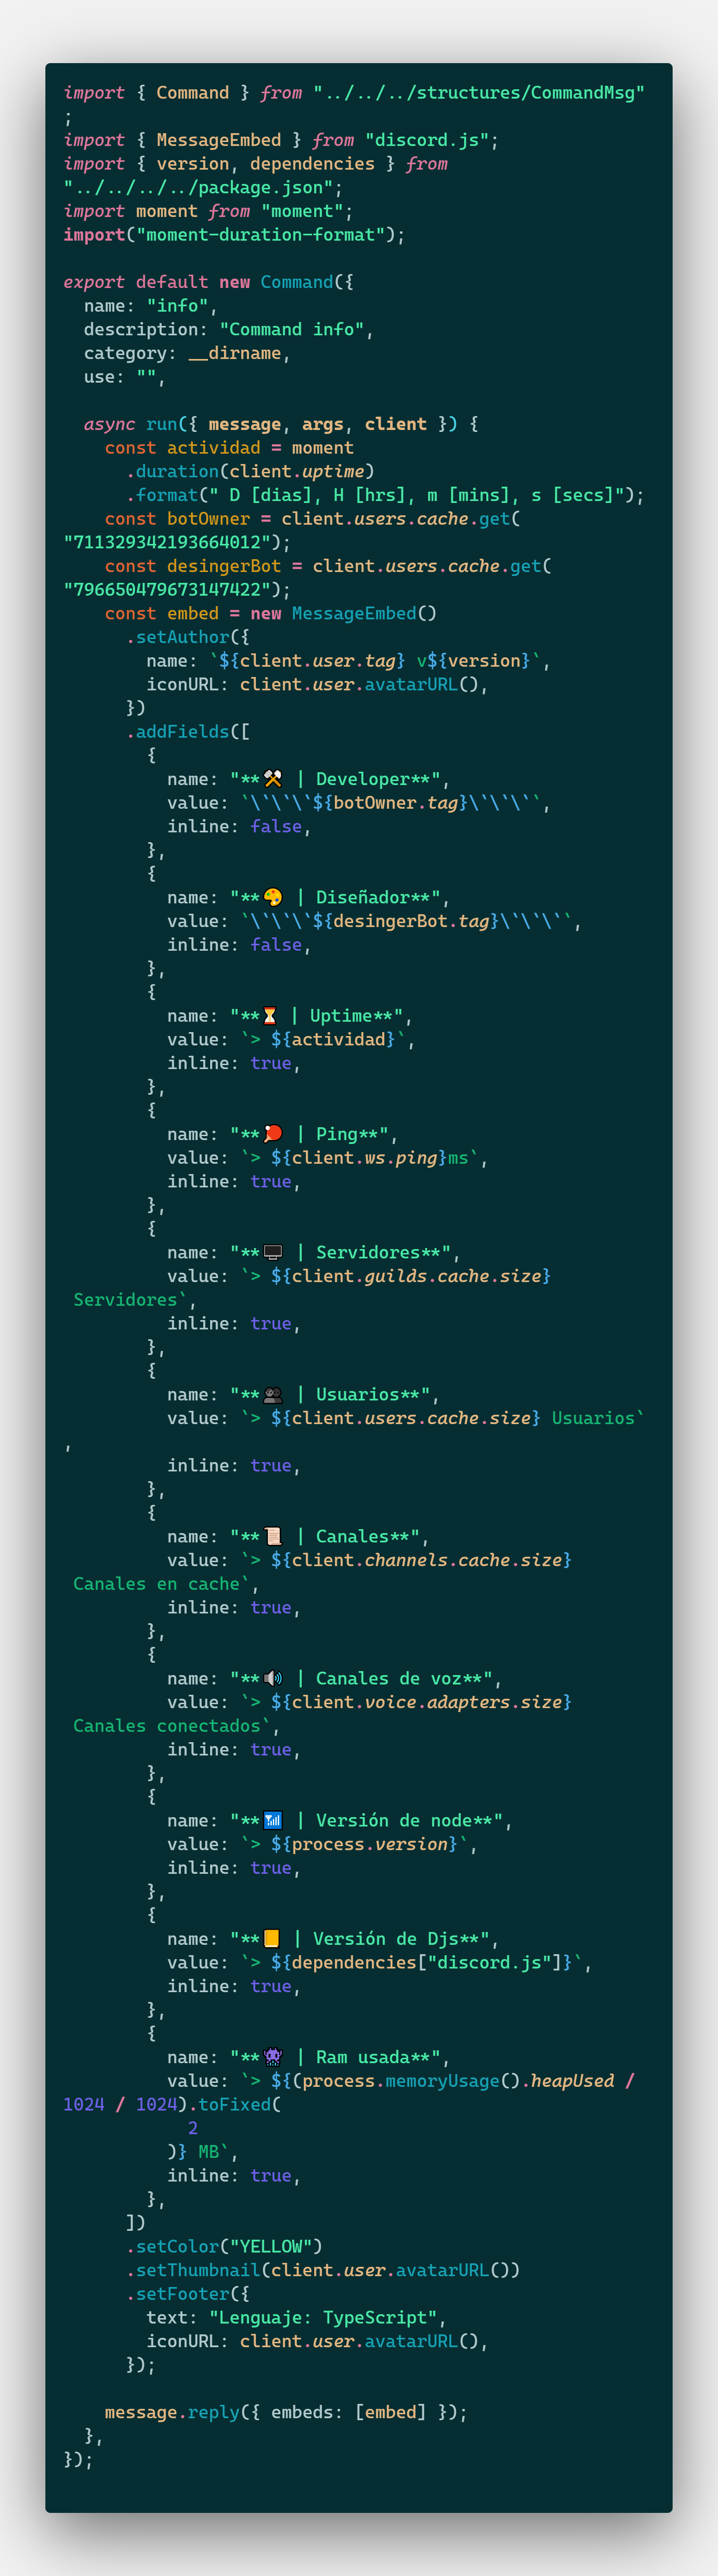 import { Command } from "../../../structures/CommandMsg"
;
import { MessageEmbed } from "discord.js";
import { version, dependencies } from
"../../../../package.json";
import moment from "moment";
import("moment-duration-format");

export default new Command({
  name: "info",
  description: "Command info",
  category: __dirname,
  use: "",

  async run({ message, args, client }) {
    const actividad = moment
      .duration(client.uptime)
      .format(" D [dias], H [hrs], m [mins], s [secs]");
    const botOwner = client.users.cache.get(
"711329342193664012");
    const desingerBot = client.users.cache.get(
"796650479673147422");
    const embed = new MessageEmbed()
      .setAuthor({
        name: `${client.user.tag} v${version}`,
        iconURL: client.user.avatarURL(),
      })
      .addFields([
        {
          name: "**⚒️ | Developer**",
          value: `\`\`\`${botOwner.tag}\`\`\``,
          inline: false,
        },
        {
          name: "**🎨 | Diseñador**",
          value: `\`\`\`${desingerBot.tag}\`\`\``,
          inline: false,
        },
        {
          name: "**⏳ | Uptime**",
          value: `> ${actividad}`,
          inline: true,
        },
        {
          name: "**🏓 | Ping**",
          value: `> ${client.ws.ping}ms`,
          inline: true,
        },
        {
          name: "**🖥️ | Servidores**",
          value: `> ${client.guilds.cache.size}
 Servidores`,
          inline: true,
        },
        {
          name: "**👥 | Usuarios**",
          value: `> ${client.users.cache.size} Usuarios`
,
          inline: true,
        },
        {
          name: "**📜 | Canales**",
          value: `> ${client.channels.cache.size}
 Canales en cache`,
          inline: true,
        },
        {
          name: "**🔊 | Canales de voz**",
          value: `> ${client.voice.adapters.size}
 Canales conectados`,
          inline: true,
        },
        {
          name: "**📶 | Versión de node**",
          value: `> ${process.version}`,
          inline: true,
        },
        {
          name: "**📒 | Versión de Djs**",
          value: `> ${dependencies["discord.js"]}`,
          inline: true,
        },
        {
          name: "**👾 | Ram usada**",
          value: `> ${(process.memoryUsage().heapUsed /
1024 / 1024).toFixed(
            2
          )} MB`,
          inline: true,
        },
      ])
      .setColor("YELLOW")
      .setThumbnail(client.user.avatarURL())
      .setFooter({
        text: "Lenguaje: TypeScript",
        iconURL: client.user.avatarURL(),
      });

    message.reply({ embeds: [embed] });
  },
});